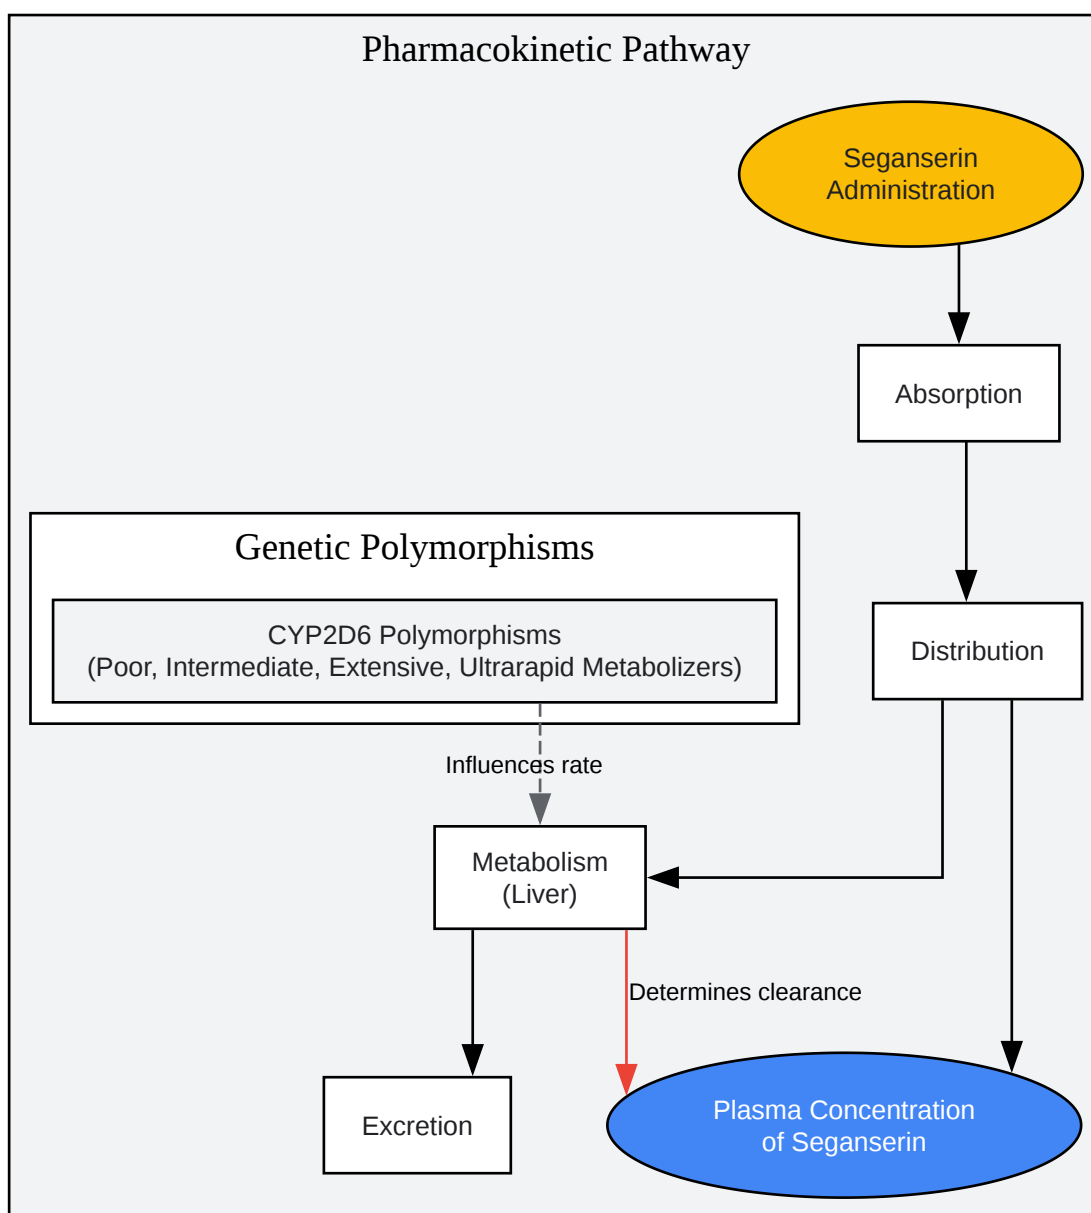 Pharmacokinetic Pathway
Seganserin
Administration
Absorption
Genetic Polymorphisms
CYP2D6 Polymorphisms
(Poor, Intermediate, Extensive, Ultrarapid Metabolizers)
Distribution
Influences rate
Metabolism
(Liver)
Determines clearance
Excretion
Plasma Concentration
of Seganserin